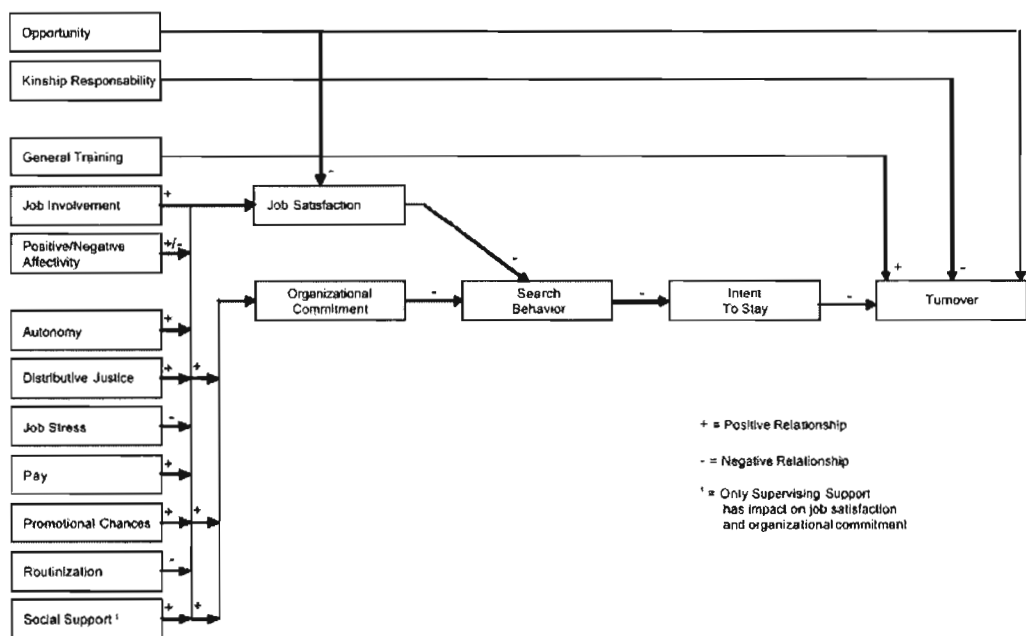 Opportunity
Kinship Responsability
General Training
-
+
Job Involvement
Job Satisfaction
+/-
Positive/Negative
Affectivity
-
+
-
Organizational
Commitment
-
Search
Behavior
-
Intent
To Stay
-
Turnover
+
Autonomy
+
+
Distributive Justice
-
Job Stress
+ = Positive Relationship
+
Pay
- = Negative Relationship
¹ = Only Supervising Support
has impact on job satisfaction
and organizational commitment
+
+
Promotional Chances
-
Routinization
+
+
Social Support ¹